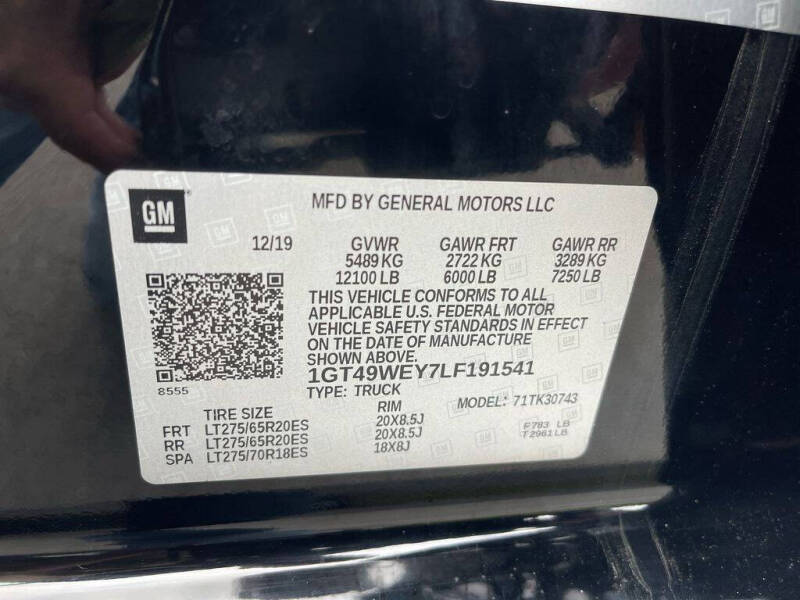 GM
MFD BY GENERAL MOTORS LLC
12/19 GVWR GAWR FRT GAWR RR
5489 KG 2722 KG 3289 KG
12100 LB 6000 LB 7250 LB
THIS VEHICLE CONFORMS TO ALL
APPLICABLE U.S. FEDERAL MOTOR
VEHICLE SAFETY STANDARDS IN EFFECT
ON THE DATE OF MANUFACTURE
SHOWN ABOVE.
8555
1GT49WEY7LF191541
TYPE: TRUCK MODEL: 71TK30743
TIRE SIZE RIM
FRT LT275/65R20ES 20X8.5J P783 LB
RR LT275/65R20ES 20X8.5J T2961LB
SPA LT275/70R18ES 18X8J